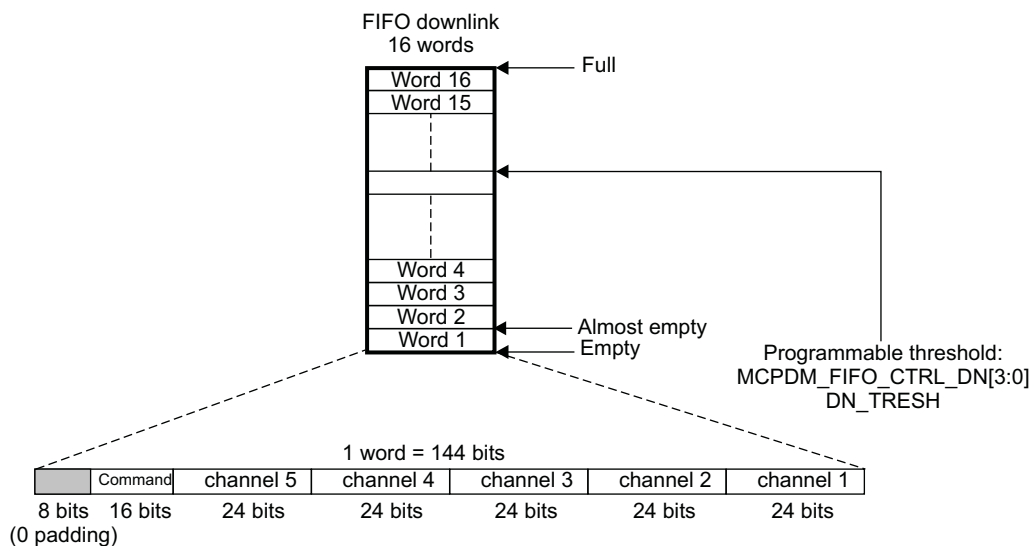 FIFO downlink
16 words
Full
Word 16
Word 15
Word 4
Word 3
Word 2
Almost empty
Word 1
Empty
Programmable threshold:
MCPDM_FIFO_CTRL_DN[3:0]
DN_TRESH
1 word = 144 bits
Command channel 5 channel 4 channel 3 channel 2 channel 1
8 bits 16 bits 24 bits 24 bits 24 bits 24 bits 24 bits
(0 padding)